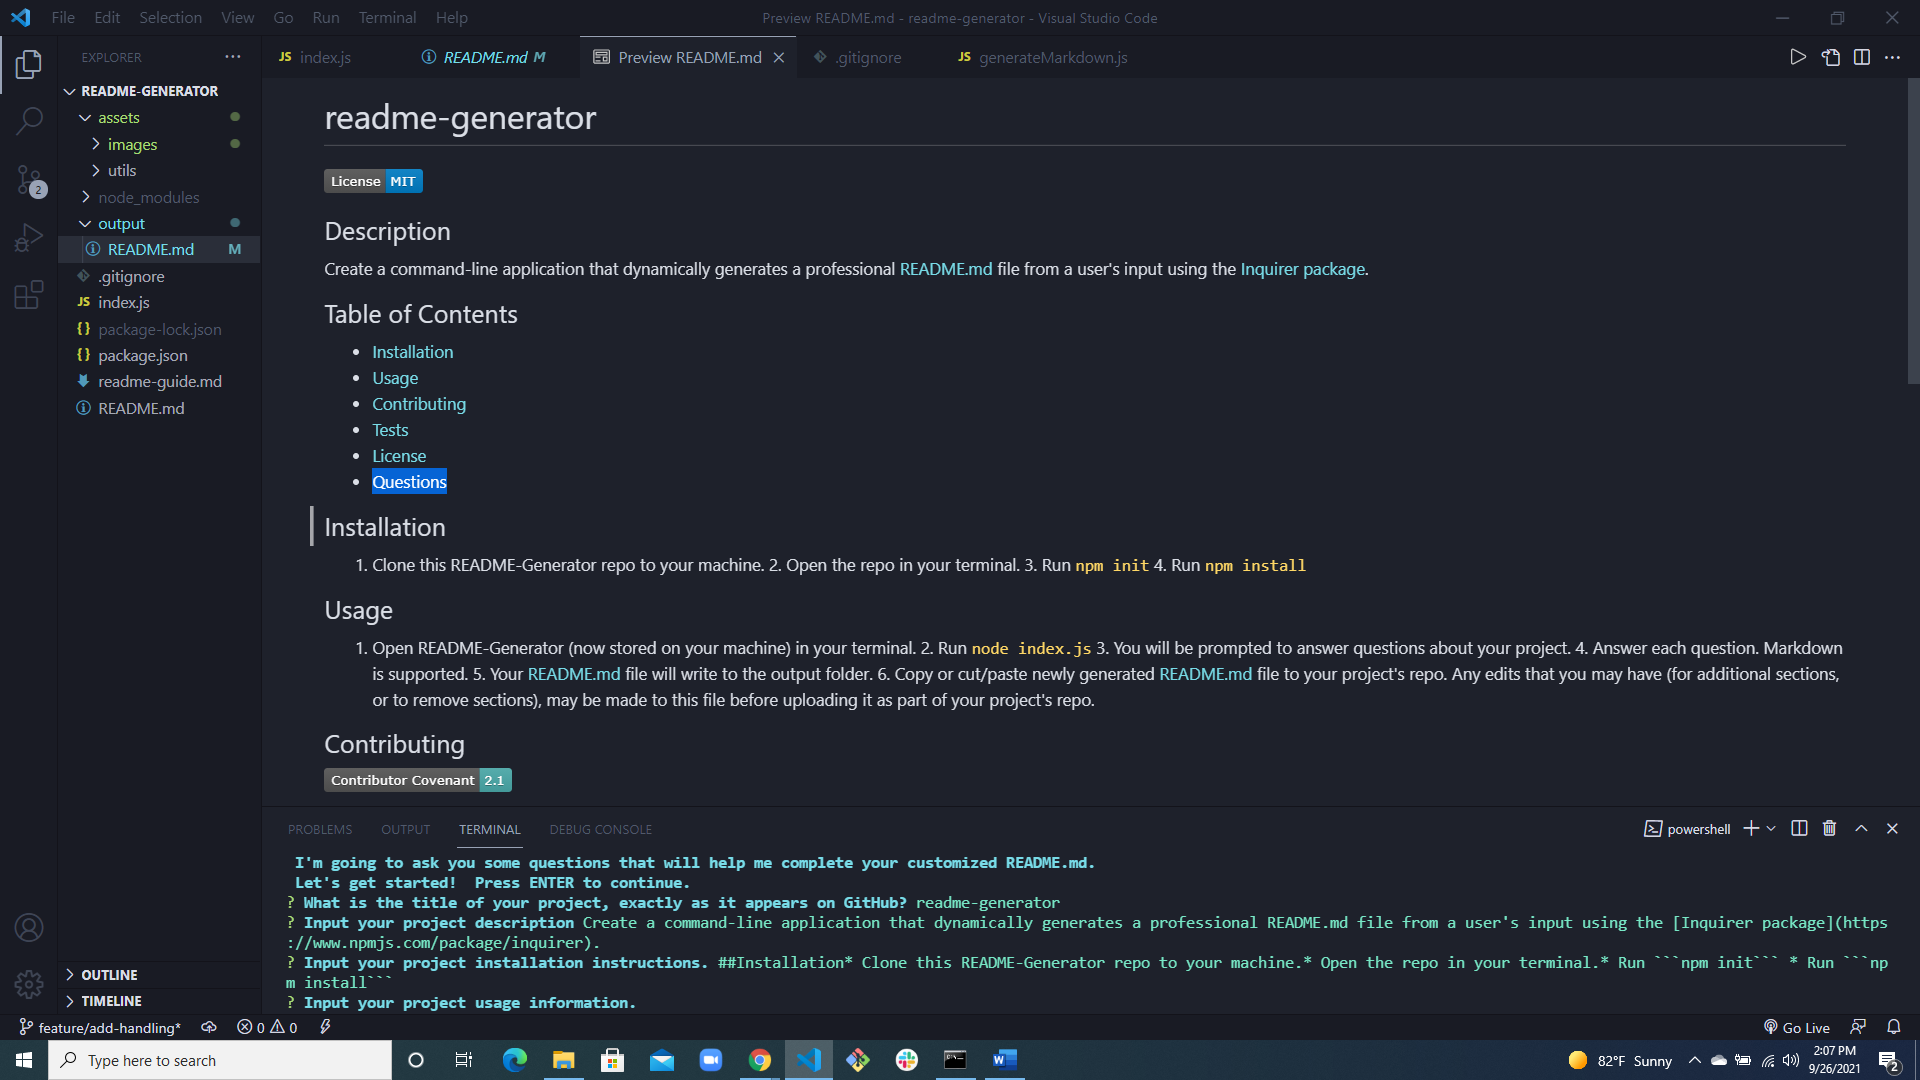 File Edit Selection View Go Run Terminal Help
Preview README.md - readme-generator - Visual Studio Code
EXPLORER
README-GENERATOR
assets
images
utils
node_modules
output
README.md M
.gitignore
JS index.js
{} package-lock.json
{} package.json
readme-guide.md
README.md
OUTLINE
TIMELINE
2
JS index.js
README.md M
Preview README.md
.gitignore
JS generateMarkdown.js
readme-generator
License MIT
Description
Create a command-line application that dynamically generates a professional README.md file from a user's input using the Inquirer package.
Table of Contents
• Installation
• Usage
• Contributing
• Tests
• License
• Questions
Installation
1. Clone this README-Generator repo to your machine. 2. Open the repo in your terminal. 3. Run npm init 4. Run npm install
Usage
1. Open README-Generator (now stored on your machine) in your terminal. 2. Run node index.js 3. You will be prompted to answer questions about your project. 4. Answer each question. Markdown
is supported. 5. Your README.md file will write to the output folder. 6. Copy or cut/paste newly generated README.md file to your project's repo. Any edits that you may have (for additional sections,
or to remove sections), may be made to this file before uploading it as part of your project's repo.
Contributing
Contributor Covenant 2.1
PROBLEMS OUTPUT TERMINAL DEBUG CONSOLE
powershell
I'm going to ask you some questions that will help me complete your customized README.md.
Let's get started!  Press ENTER to continue.
? What is the title of your project, exactly as it appears on GitHub? readme-generator
? Input your project description Create a command-line application that dynamically generates a professional README.md file from a user's input using the [Inquirer package](https
://www.npmjs.com/package/inquirer).
? Input your project installation instructions. ##Installation* Clone this README-Generator repo to your machine.* Open the repo in your terminal.* Run ```npm init``` * Run ```np
m install```
? Input your project usage information.
feature/add-handling* 0 0
Go Live
Type here to search
82°F Sunny
2:07 PM
9/26/2021
2